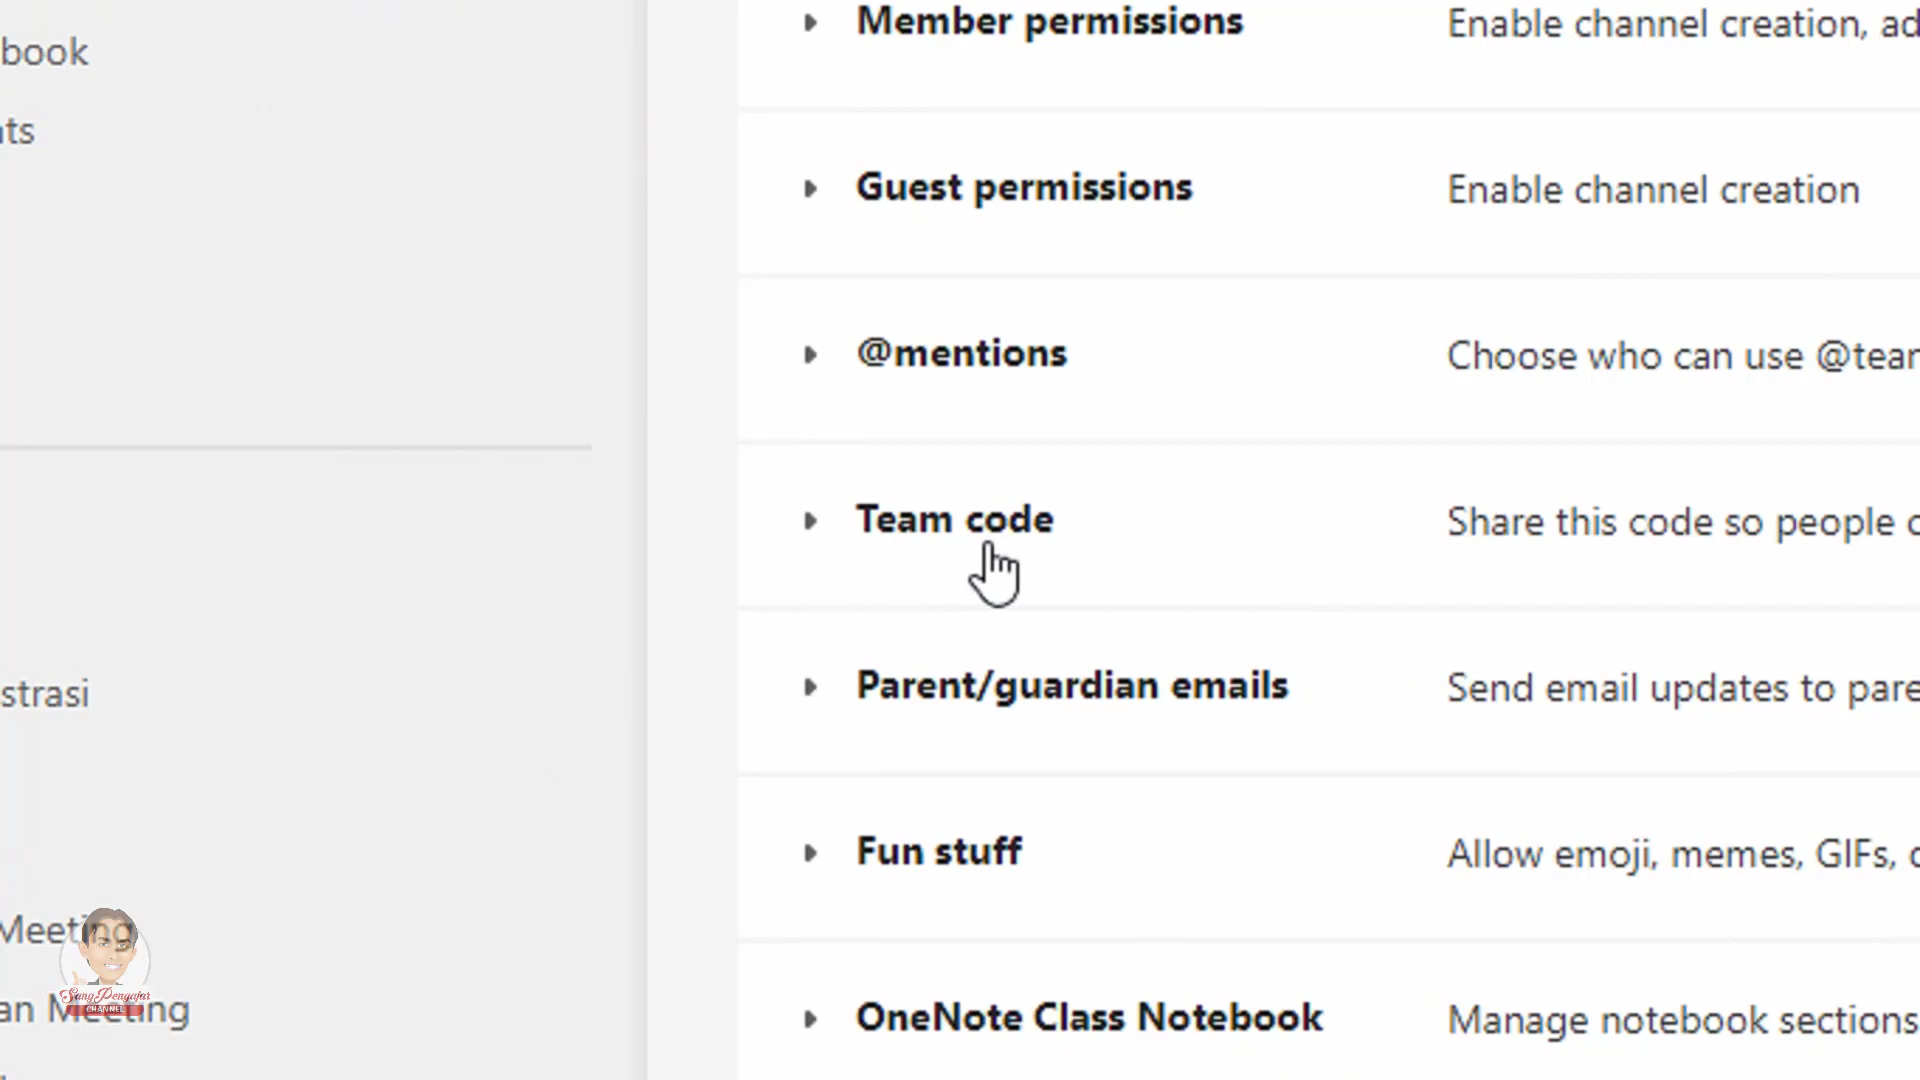 book
Member permissions Enable channel creation, ad
ts
Guest permissions Enable channel creation
@mentions Choose who can use @tear
Team code Share this code so people c
Parent/guardian emails Send email updates to pare
strasi
Fun stuff Allow emoji, memes, GIFs, c
Meeting
SangPengajar
CHANNEL
an Meeting
OneNote Class Notebook Manage notebook sections